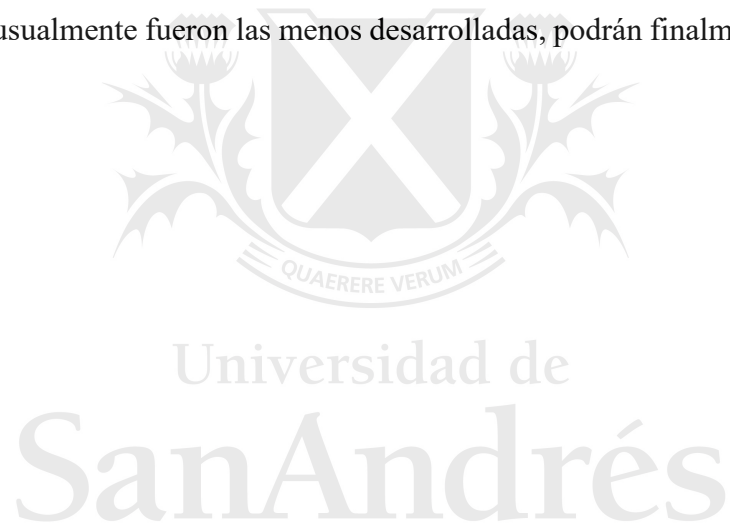 usualmente fueron las menos desarrolladas, podrán finalm
QUAERERE VERUM
Universidad de
SanAndrés